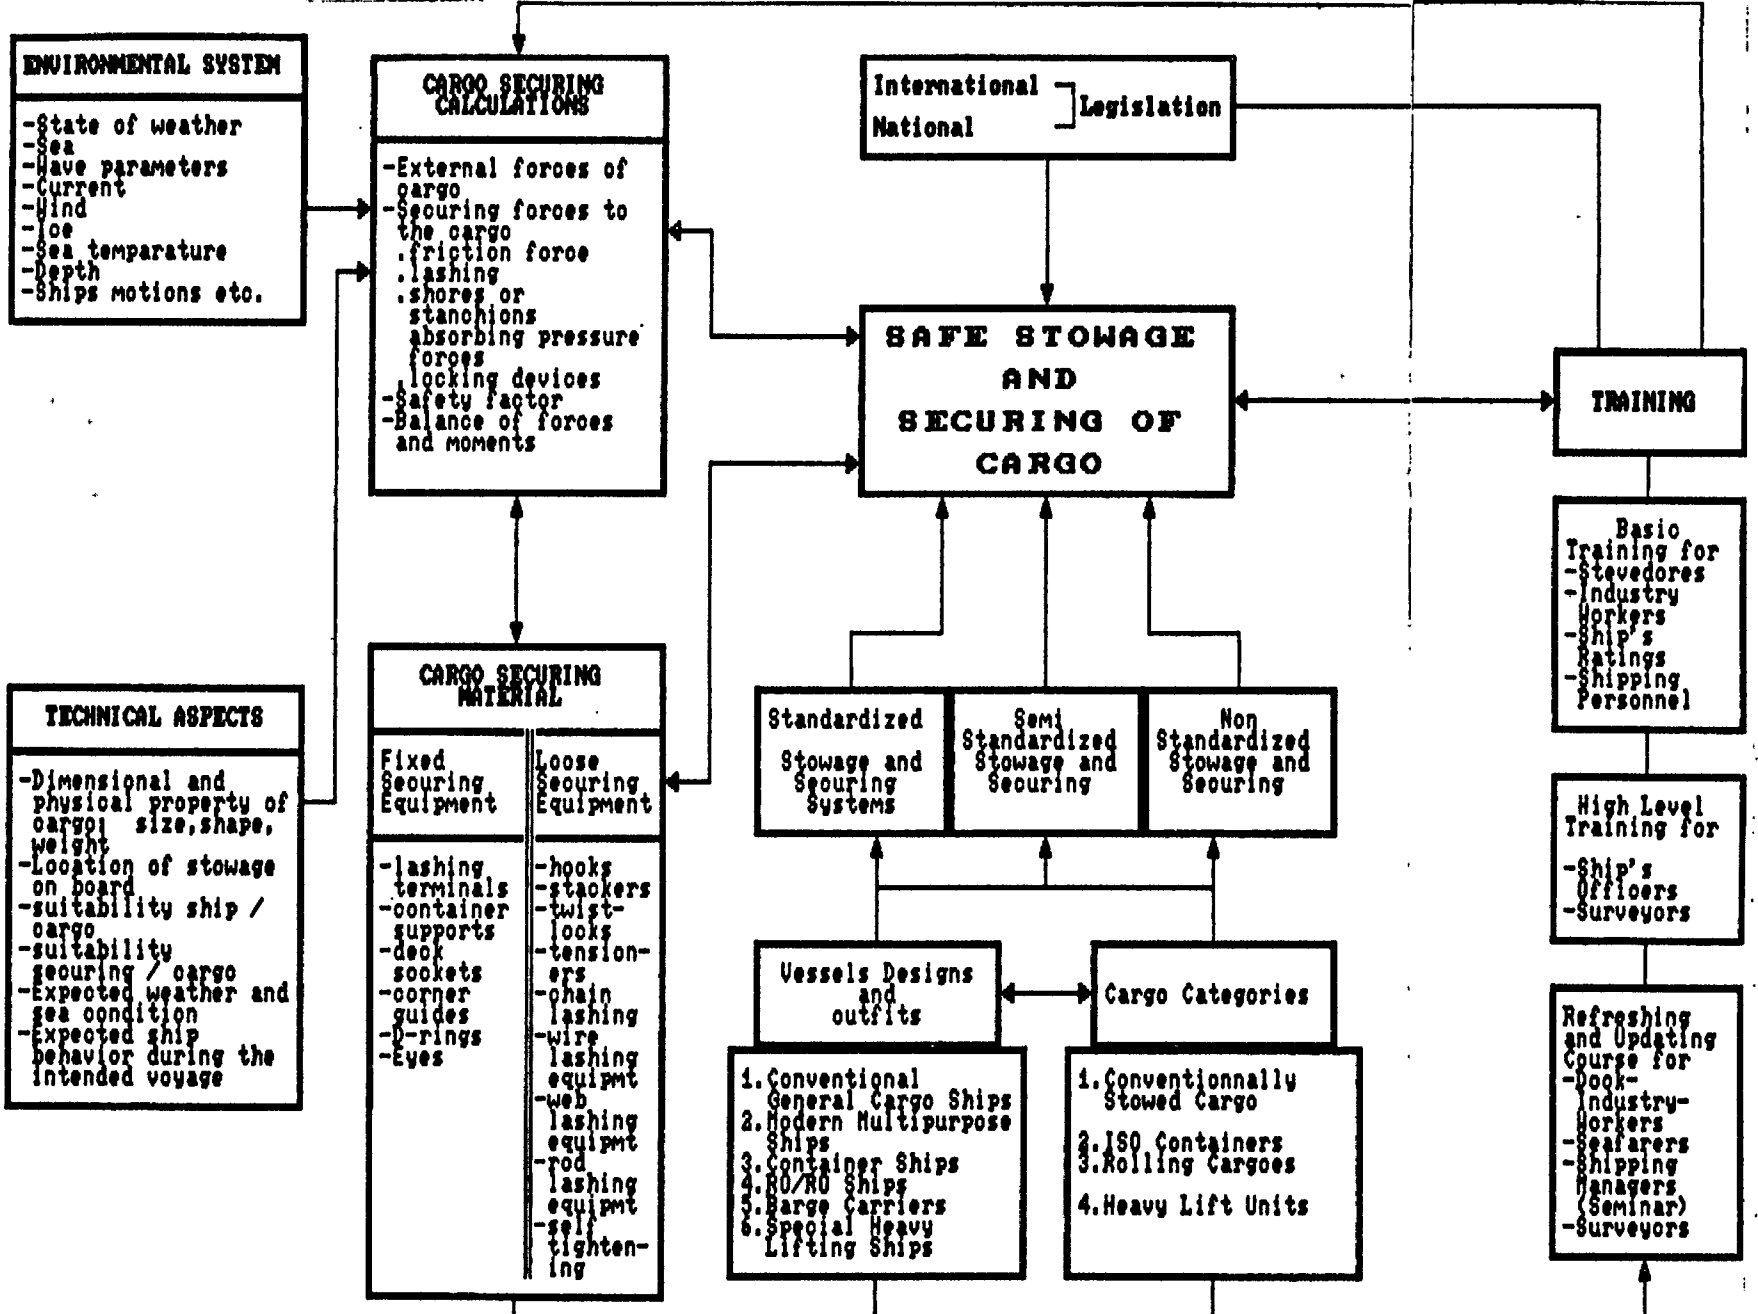 ENVIRONMENTAL SYSTEM
-State of weather
-Sea
-Wave parameters
-Current
-Wind
-Ice
-Sea temparature
-Depth
-Ships motions etc.
CARGO SECURING
CALCULATIONS
-External forces of
cargo
-Securing forces to
the cargo
.friction force
.lashing
.shores or
stanchions
absorbing pressure
forces
.locking devices
-Safety factor
-Balance of forces
and moments
International
National
Legislation
SAFE STOWAGE
AND
SECURING OF
CARGO
TRAINING
Basic
Training for
-Stevedores
-Industry
Workers
-Ship's
Ratings
-Shipping
Personnel
High Level
Training for
-Ship's
Officers
-Surveyors
Refreshing
and Updating
Course for
-Dock-
Industry-
Workers
-Seafarers
-Shipping
Managers
(Seminar)
-Surveyors
TECHNICAL ASPECTS
-Dimensional and
physical property of
cargo; size,shape,
weight
-Location of stowage
on board
-suitability ship /
cargo
-suitability
securing / cargo
-Expected weather and
sea condition
-Expected ship
behavior during the
intended voyage
CARGO SECURING
MATERIAL
Fixed
Securing
Equipment
-lashing
terminals
-container
supports
-deck
sockets
-corner
guides
-D-rings
-Eyes
Loose
Securing
Equipment
-hooks
-stackers
-twist-
locks
-tension-
ers
-chain
lashing
-wire
lashing
equipmt
-web
lashing
equipmt
-rod
lashing
equipmt
-self
tighten-
ing
Standardized
Stowage and
Securing
Systems
Semi
Standardized
Stowage and
Securing
Non
Standardized
Stowage and
Securing
Vessels Designs
and
outfits
1.Conventional
General Cargo Ships
2.Modern Multipurpose
Ships
3.Container Ships
4.RO/RO Ships
5.Barge Carriers
6.Special Heavy
Lifting Ships
Cargo Categories
1.Conventionnally
Stowed Cargo
2.ISO Containers
3.Rolling Cargoes
4.Heavy Lift Units